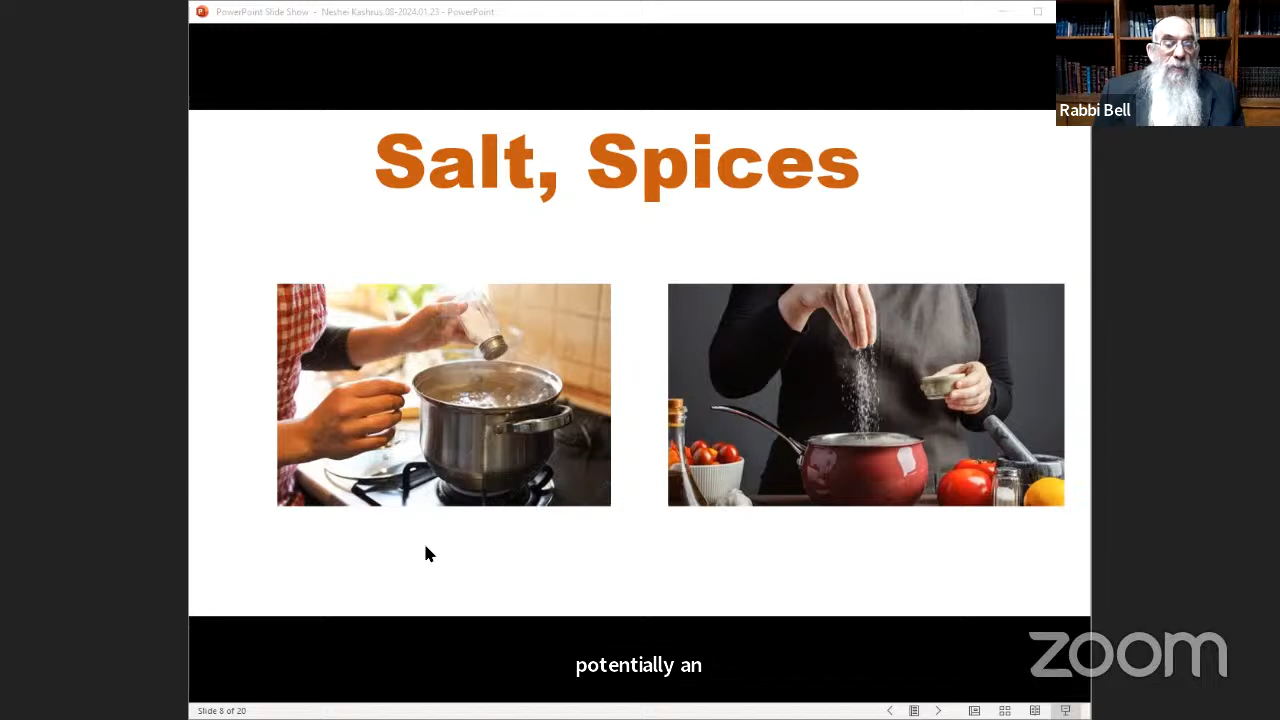 PowerPoint Slide Show - Neshei Kashrus.08-2024.01.23 - PowerPoint
Rabbi Bell
Salt, Spices
potentially an
zoom
Slide 8 of 20